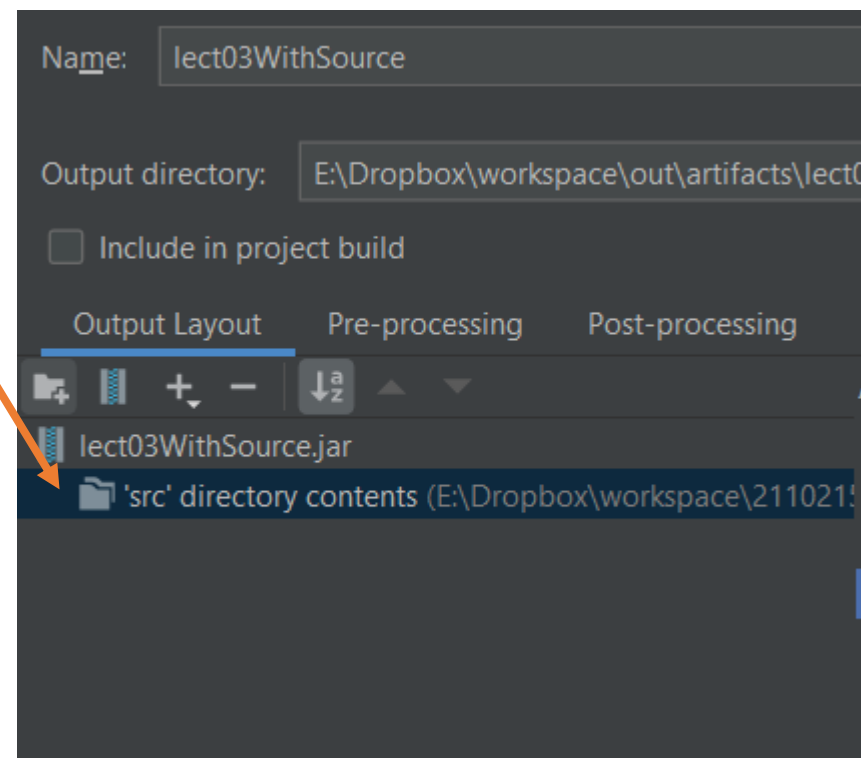 Name: lect03WithSource
Output directory: E:\Dropbox\workspace\out\artifacts\lect
Include in project build
Output Layout Pre-processing Post-processing
lect03WithSource.jar
'src' directory contents (E:\Dropbox\workspace\211021